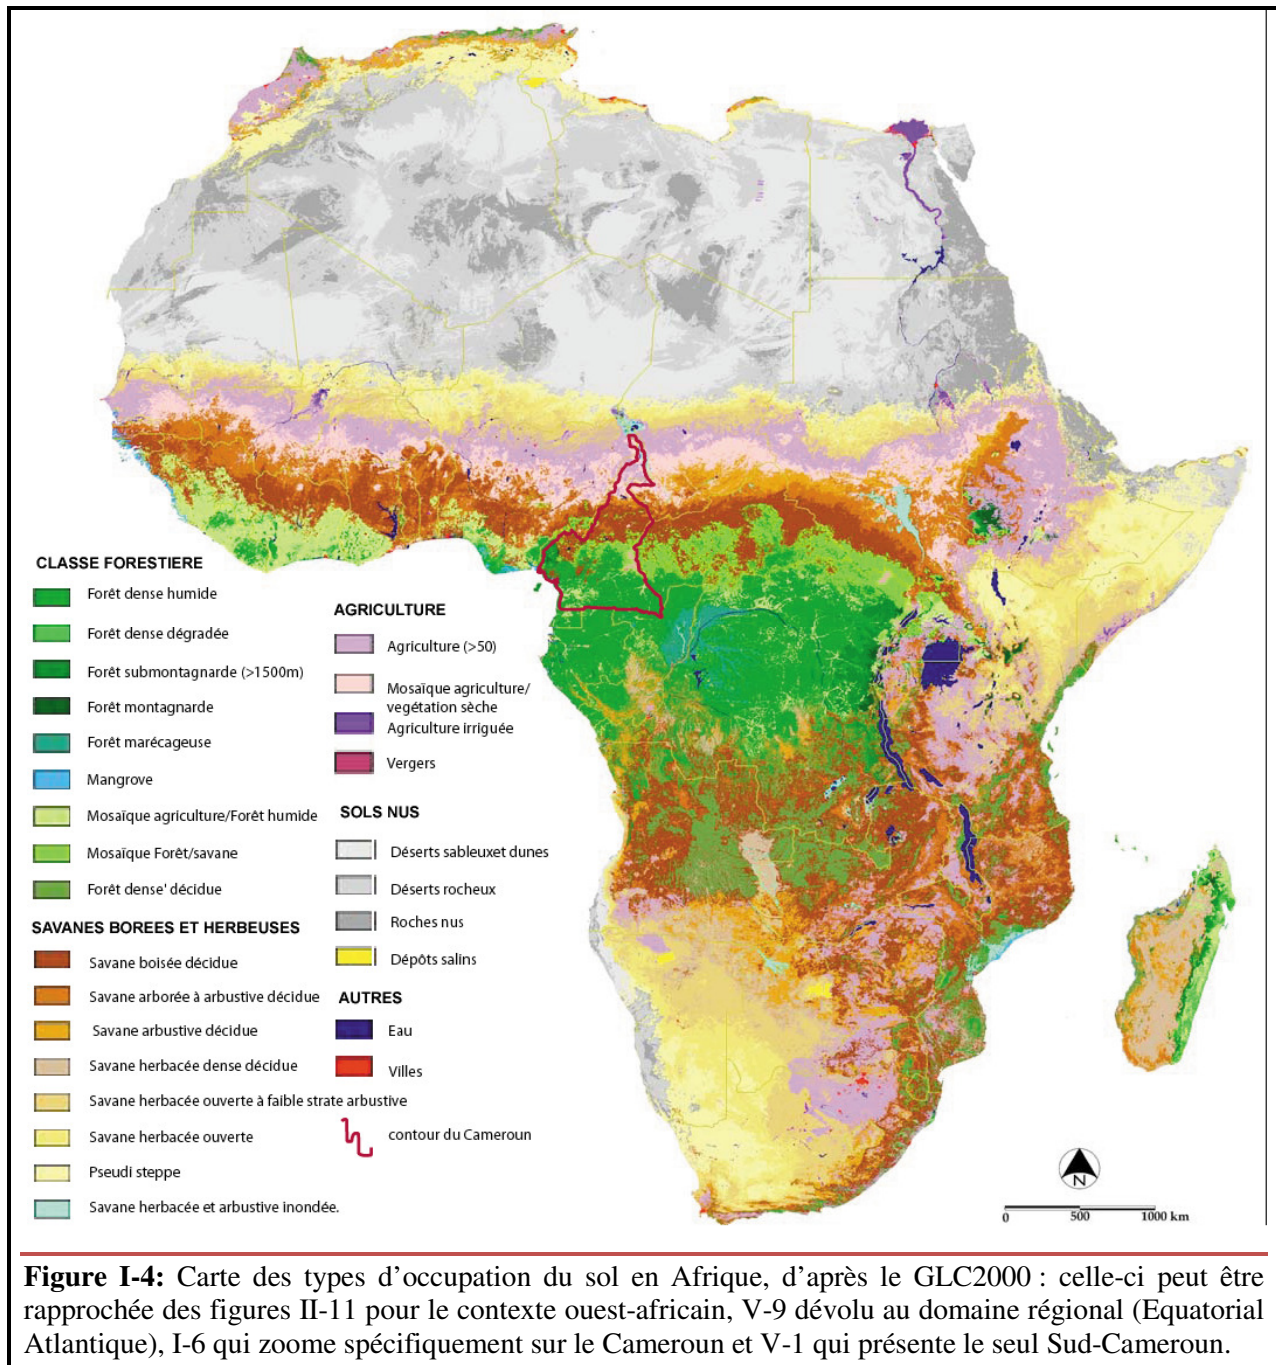 CLASSE FORESTIERE
Forêt dense humide
Forêt dense dégradée
Forêt submontagnarde (>1500m)
Forêt montagnarde
Forêt marécageuse
Mangrove
Mosaïque agriculture/Forêt humide
Mosaïque Forêt/savane
Forêt dense' décidue
SAVANES BOREES ET HERBEUSES
Savane boisée décidue
Savane arborée à arbustive décidue
Savane arbustive décidue
Savane herbacée dense décidue
Savane herbacée ouverte à faible strate arbustive
Savane herbacée ouverte
Pseudi steppe
Savane herbacée et arbustive inondée.
AGRICULTURE
Agriculture (>50)
Mosaïque agriculture/
vegétation sèche
Agriculture irriguée
Vergers
SOLS NUS
Déserts sableuxet dunes
Déserts rocheux
Roches nus
Dépôts salins
AUTRES
Eau
Villes
contour du Cameroun
N
0 500 1000 km
Figure I-4: Carte des types d'occupation du sol en Afrique, d'après le GLC2000 : celle-ci peut être
rapprochée des figures II-11 pour le contexte ouest-africain, V-9 dévolu au domaine régional (Equatorial
Atlantique), I-6 qui zoome spécifiquement sur le Cameroun et V-1 qui présente le seul Sud-Cameroun.